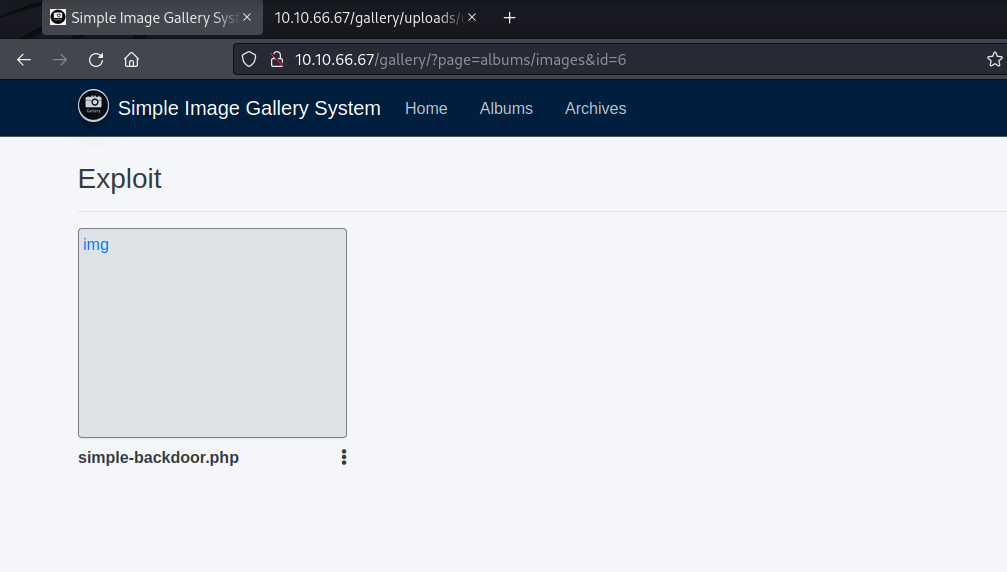 Simple Image Gallery Syst
10.10.66.67/gallery/uploads/
10.10.66.67/gallery/?page=albums/images&id=6
Simple Image Gallery System Home Albums Archives
Exploit
img
simple-backdoor.php